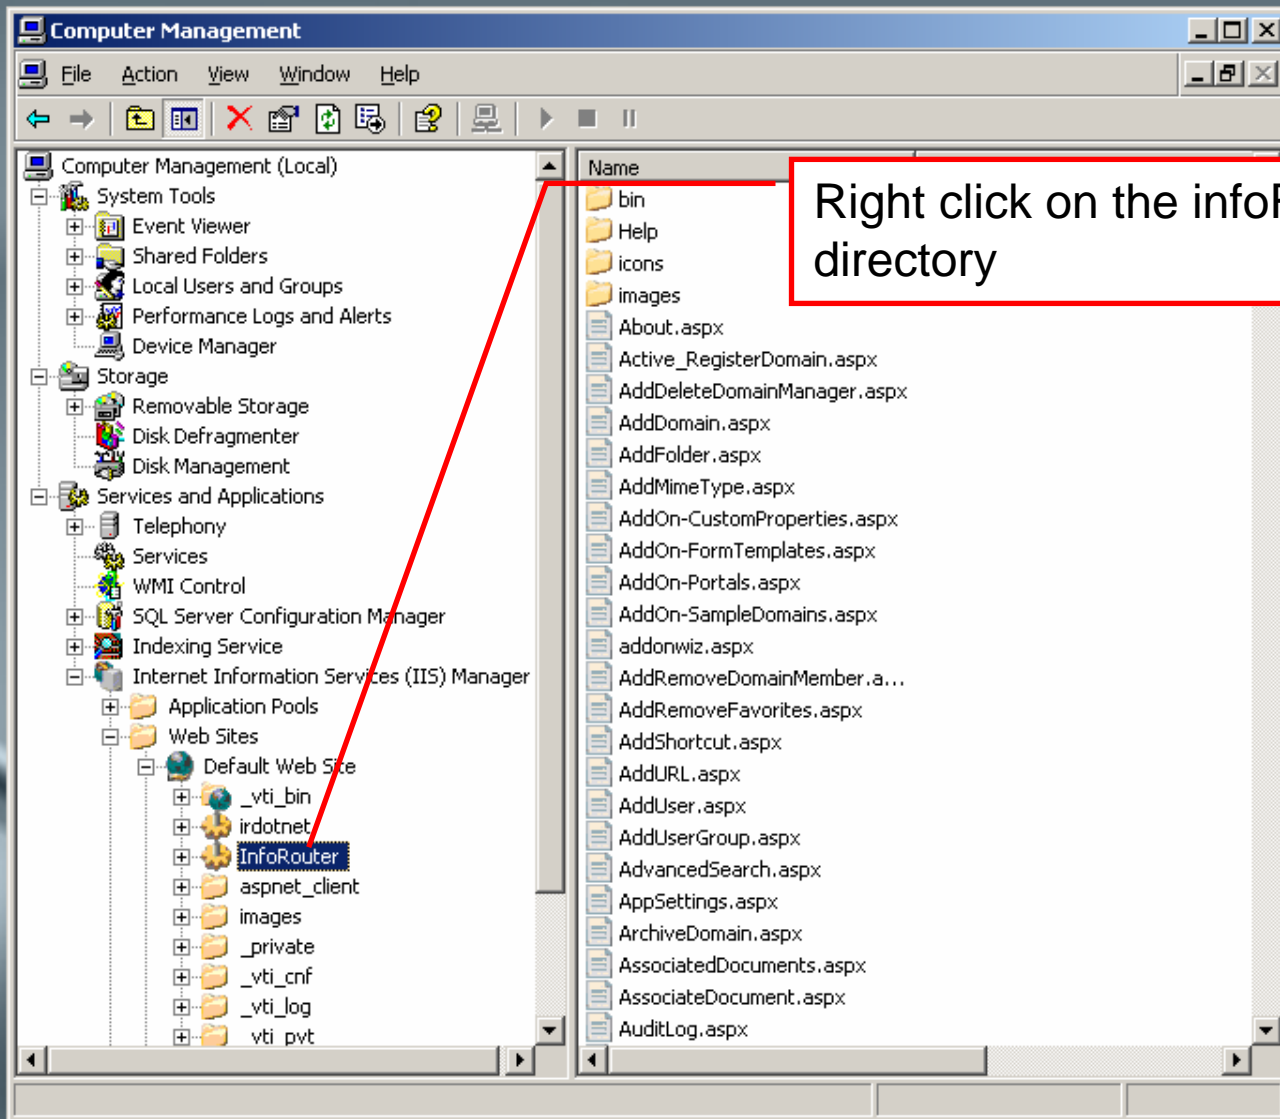 Computer Management
File Action View Window Help
Computer Management (Local)
System Tools
Event Viewer
Shared Folders
Local Users and Groups
Performance Logs and Alerts
Device Manager
Storage
Removable Storage
Disk Defragmenter
Disk Management
Services and Applications
Telephony
Services
WMI Control
SQL Server Configuration Manager
Indexing Service
Internet Information Services (IIS) Manager
Application Pools
Web Sites
Default Web Site
_vti_bin
irdotnet
InfoRouter
aspnet_client
images
_private
_vti_cnf
_vti_log
_vti_pvt
Name
bin
Help
icons
images
About.aspx
Active_RegisterDomain.aspx
AddDeleteDomainManager.aspx
AddDomain.aspx
AddFolder.aspx
AddMimeType.aspx
AddOn-CustomProperties.aspx
AddOn-FormTemplates.aspx
AddOn-Portals.aspx
AddOn-SampleDomains.aspx
addonwiz.aspx
AddRemoveDomainMember.a...
AddRemoveFavorites.aspx
AddShortcut.aspx
AddURL.aspx
AddUser.aspx
AddUserGroup.aspx
AdvancedSearch.aspx
AppSettings.aspx
ArchiveDomain.aspx
AssociatedDocuments.aspx
AssociateDocument.aspx
AuditLog.aspx
Right click on the info
directory